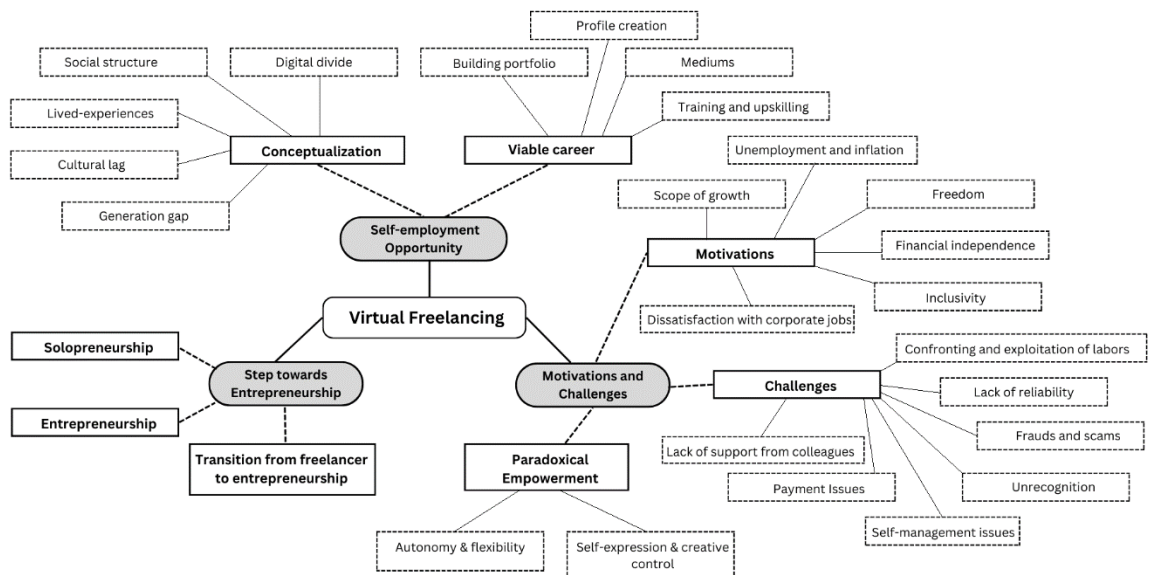 Profile creation
Social structure
Digital divide
Building portfolio
Mediums
Lived-experiences
Training and upskilling
Conceptualization
Viable career
Unemployment and inflation
Cultural lag
Generation gap
Scope of growth
Freedom
Self-employment
Opportunity
Motivations
Financial independence
Inclusivity
Virtual Freelancing
Dissatisfaction with corporate jobs
Solopreneurship
Confronting and exploitation of labors
Step towards
Entrepreneurship
Motivations and
Challenges
Challenges
Lack of reliability
Entrepreneurship
Frauds and scams
Transition from freelancer
to entrepreneurship
Paradoxical
Empowerment
Lack of support from colleagues
Payment Issues
Unrecognition
Self-management issues
Autonomy & flexibility
Self-expression & creative
control